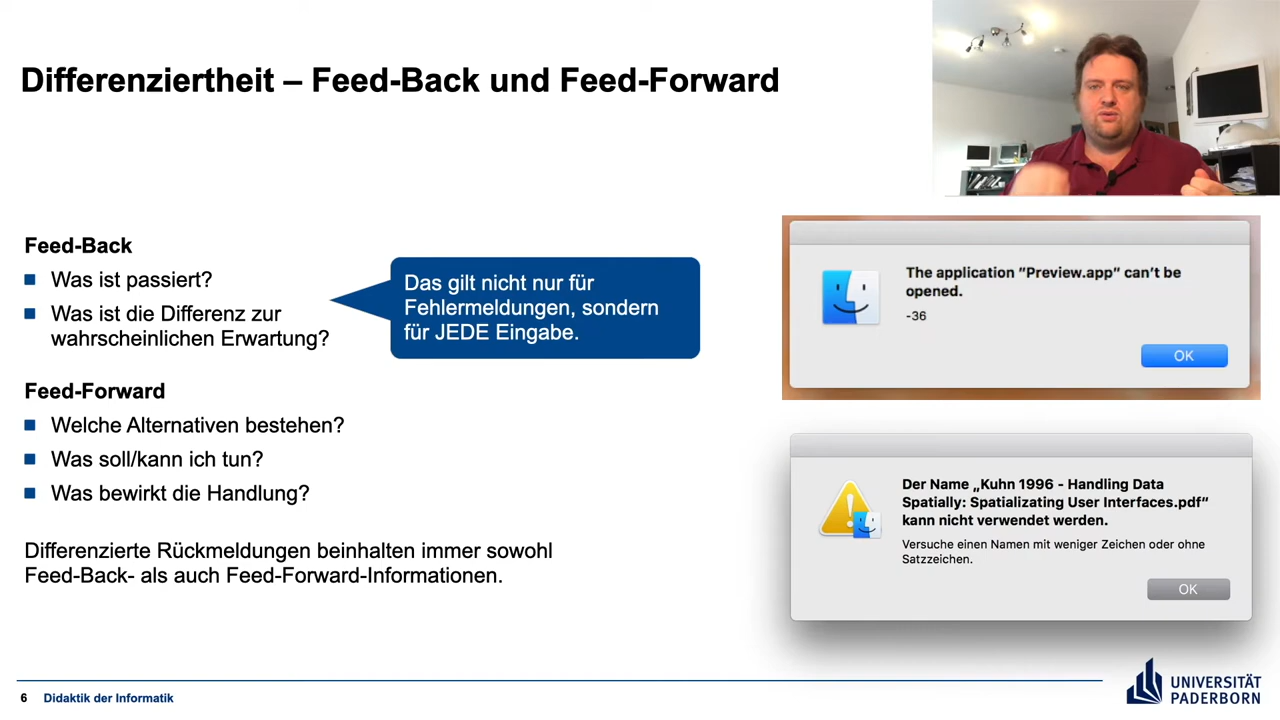 Differenziertheit – Feed-Back und Feed-Forward
Feed-Back
Was ist passiert?
Was ist die Differenz zur
wahrscheinlichen Erwartung?
Das gilt nicht nur für
Fehlermeldungen, sondern
für JEDE Eingabe.
Feed-Forward
Welche Alternativen bestehen?
Was soll/kann ich tun?
Was bewirkt die Handlung?
Differenzierte Rückmeldungen beinhalten immer sowohl
Feed-Back- als auch Feed-Forward-Informationen.
The application “Preview.app” can’t be
opened.
-36
OK
Der Name „Kuhn 1996 - Handling Data
Spatially: Spatializating User Interfaces.pdf“
kann nicht verwendet werden.
Versuche einen Namen mit weniger Zeichen oder ohne
Satzzeichen.
OK
6 Didaktik der Informatik
UNIVERSITÄT
PADERBORN